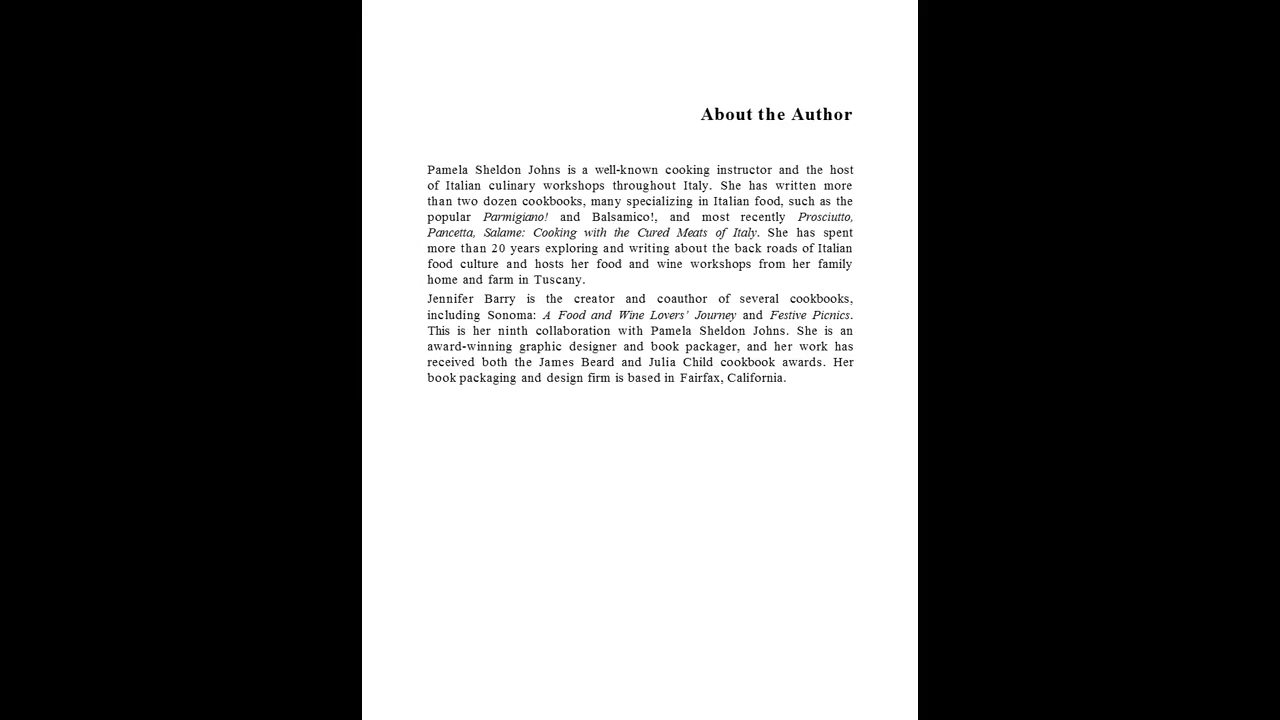 About the Author
Pamela Sheldon Johns is a well-known cooking instructor and the host
of Italian culinary workshops throughout Italy. She has written more
than two dozen cookbooks, many specializing in Italian food, such as the
popular Parmigiano! and Balsamico!, and most recently Prosciutto,
Pancetta, Salame: Cooking with the Cured Meats of Italy. She has spent
more than 20 years exploring and writing about the back roads of Italian
food culture and hosts her food and wine workshops from her family
home and farm in Tuscany.
Jennifer Barry is the creator and coauthor of several cookbooks,
including Sonoma: A Food and Wine Lovers’ Journey and Festive Picnics.
This is her ninth collaboration with Pamela Sheldon Johns. She is an
award-winning graphic designer and book packager, and her work has
received both the James Beard and Julia Child cookbook awards. Her
book packaging and design firm is based in Fairfax, California.